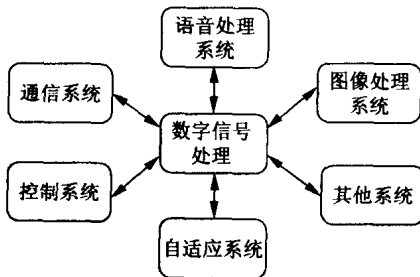 语音处理
系统
通信系统
图像处理
系统
数字信号
处理
控制系统
其他系统
自适应系统